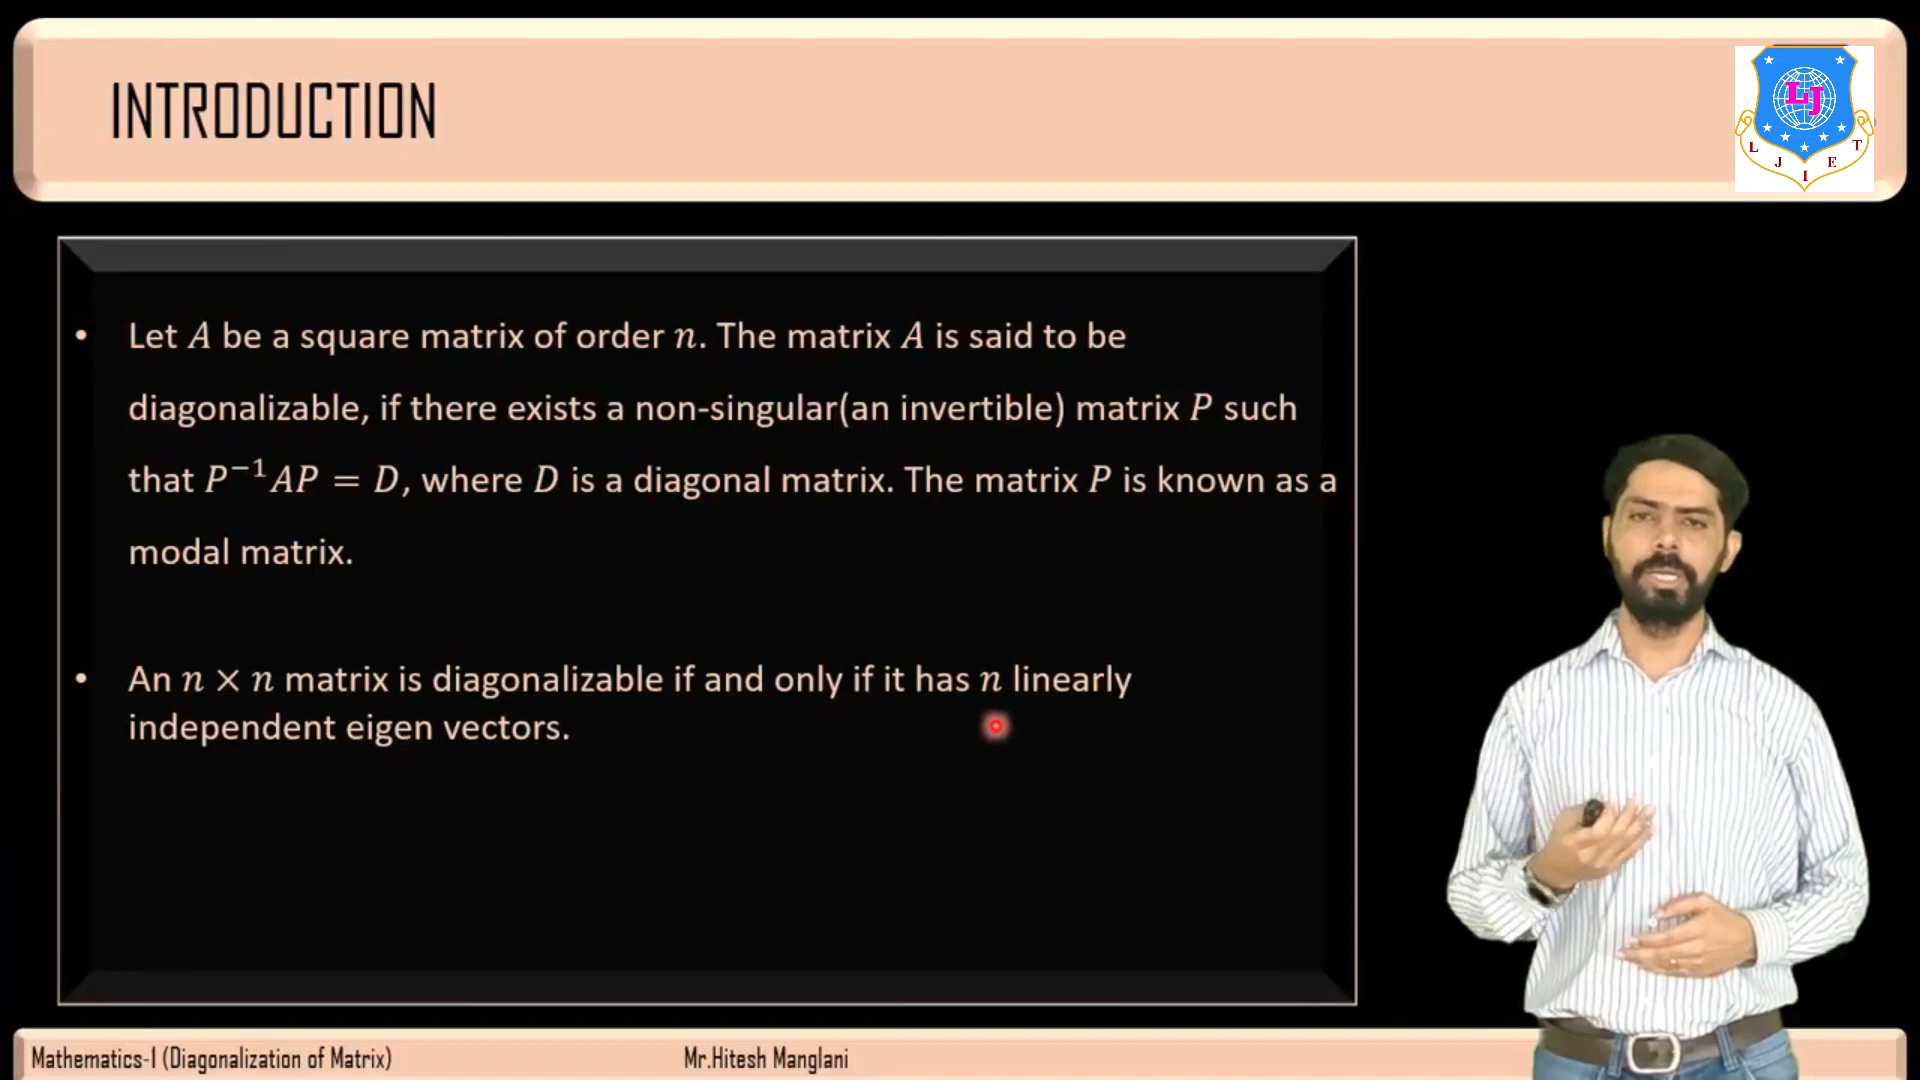 INTRODUCTION
LJ
L J I E T
• Let A be a square matrix of order n. The matrix A is said to be
diagonalizable, if there exists a non-singular(an invertible) matrix P such
that P⁻¹AP = D, where D is a diagonal matrix. The matrix P is known as a
modal matrix.
• An n × n matrix is diagonalizable if and only if it has n linearly
independent eigen vectors.
Mathematics-I (Diagonalization of Matrix) Mr.Hitesh Manglani